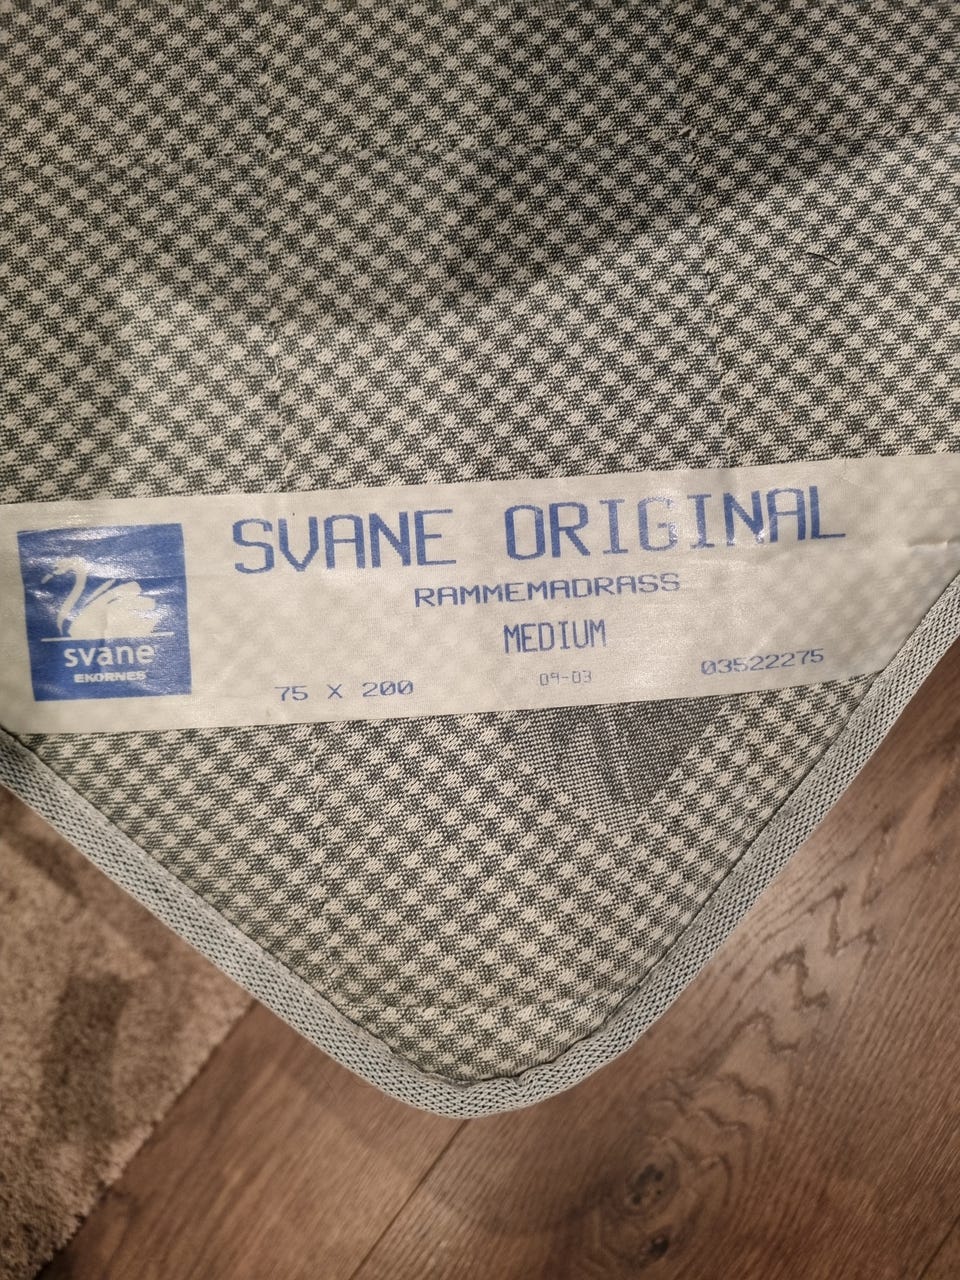 SVANE ORIGINAL
RAMMEMADRASS
MEDIUM
75 X 200 09-03 03522275
svane
EKORNES